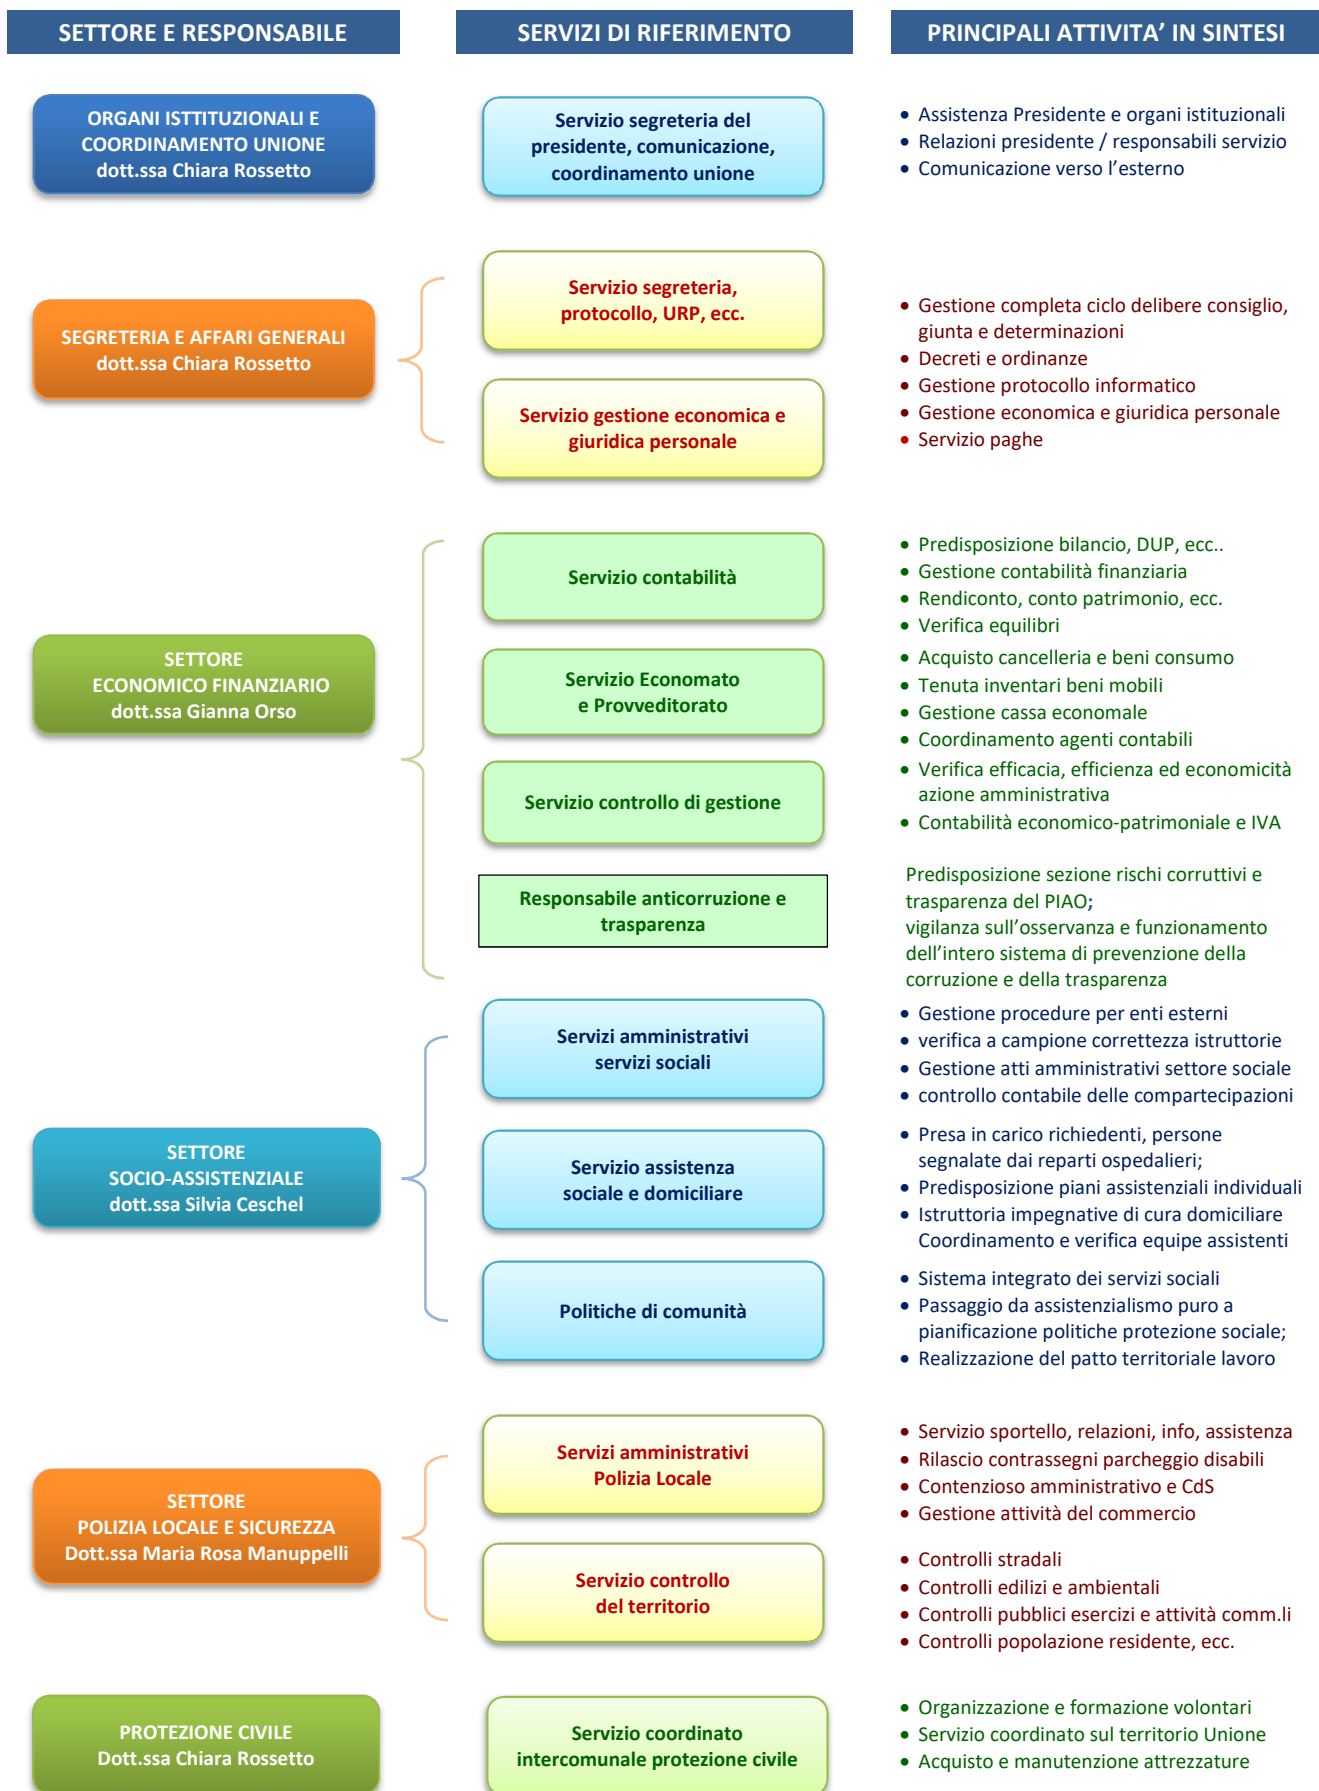 SETTORE E RESPONSABILE
SERVIZI DI RIFERIMENTO
PRINCIPALI ATTIVITA’ IN SINTESI
ORGANI ISTTITUZIONALI E
COORDINAMENTO UNIONE
dott.ssa Chiara Rossetto
Servizio segreteria del
presidente, comunicazione,
coordinamento unione
• Assistenza Presidente e organi istituzionali
• Relazioni presidente / responsabili servizio
• Comunicazione verso l’esterno
SEGRETERIA E AFFARI GENERALI
dott.ssa Chiara Rossetto
Servizio segreteria,
protocollo, URP, ecc.
Servizio gestione economica e
giuridica personale
• Gestione completa ciclo delibere consiglio,
giunta e determinazioni
• Decreti e ordinanze
• Gestione protocollo informatico
• Gestione economica e giuridica personale
• Servizio paghe
SETTORE
ECONOMICO FINANZIARIO
dott.ssa Gianna Orso
Servizio contabilità
• Predisposizione bilancio, DUP, ecc..
• Gestione contabilità finanziaria
• Rendiconto, conto patrimonio, ecc.
• Verifica equilibri
Servizio Economato
e Provveditorato
• Acquisto cancelleria e beni consumo
• Tenuta inventari beni mobili
• Gestione cassa economale
• Coordinamento agenti contabili
Servizio controllo di gestione
• Verifica efficacia, efficienza ed economicità
azione amministrativa
• Contabilità economico-patrimoniale e IVA
Responsabile anticorruzione e
trasparenza
Predisposizione sezione rischi corruttivi e
trasparenza del PIAO;
vigilanza sull’osservanza e funzionamento
dell’intero sistema di prevenzione della
corruzione e della trasparenza
SETTORE
SOCIO-ASSISTENZIALE
dott.ssa Silvia Ceschel
Servizi amministrativi
servizi sociali
• Gestione procedure per enti esterni
• verifica a campione correttezza istruttorie
• Gestione atti amministrativi settore sociale
• controllo contabile delle compartecipazioni
Servizio assistenza
sociale e domiciliare
• Presa in carico richiedenti, persone
segnalate dai reparti ospedalieri;
• Predisposizione piani assistenziali individuali
• Istruttoria impegnative di cura domiciliare
Coordinamento e verifica equipe assistenti
Politiche di comunità
• Sistema integrato dei servizi sociali
• Passaggio da assistenzialismo puro a
pianificazione politiche protezione sociale;
• Realizzazione del patto territoriale lavoro
SETTORE
POLIZIA LOCALE E SICUREZZA
Dott.ssa Maria Rosa Manuppelli
Servizi amministrativi
Polizia Locale
• Servizio sportello, relazioni, info, assistenza
• Rilascio contrassegni parcheggio disabili
• Contenzioso amministrativo e CdS
• Gestione attività del commercio
Servizio controllo
del territorio
• Controlli stradali
• Controlli edilizi e ambientali
• Controlli pubblici esercizi e attività comm.li
• Controlli popolazione residente, ecc.
PROTEZIONE CIVILE
Dott.ssa Chiara Rossetto
Servizio coordinato
intercomunale protezione civile
• Organizzazione e formazione volontari
• Servizio coordinato sul territorio Unione
• Acquisto e manutenzione attrezzature